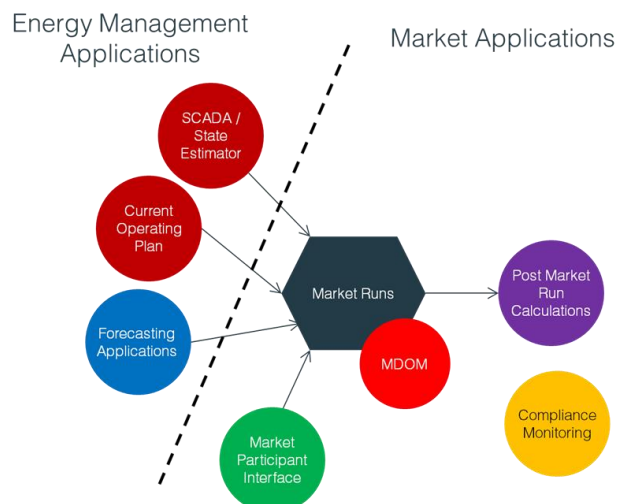 Energy Management
Applications
Market Applications
SCADA /
State
Estimator
Current
Operating
Plan
Forecasting
Applications
Market Runs
Post Market
Run
Calculations
MDOM
Compliance
Monitoring
Market
Participant
Interface